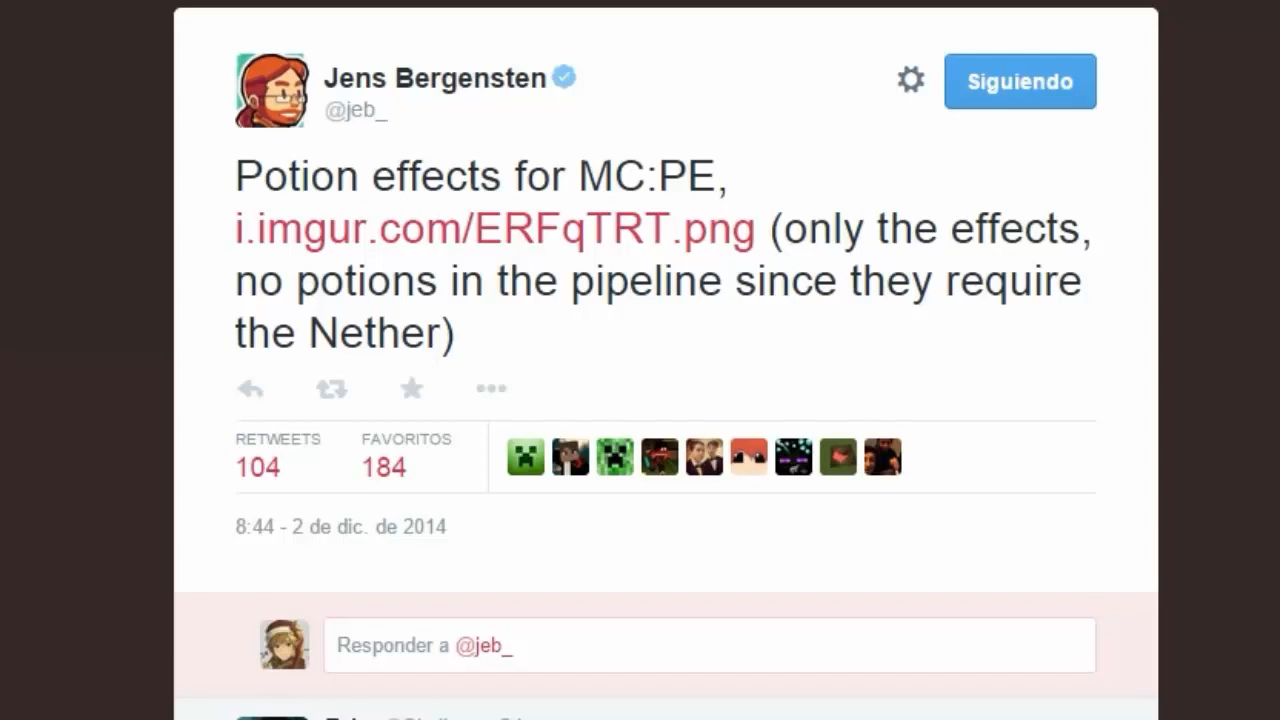 Jens Bergensten
@jeb_
Siguiendo
Potion effects for MC:PE,
i.imgur.com/ERFqTRT.png (only the effects,
no potions in the pipeline since they require
the Nether)
RETWEETS FAVORITOS
104 184
8:44 - 2 de dic. de 2014
Responder a @jeb_